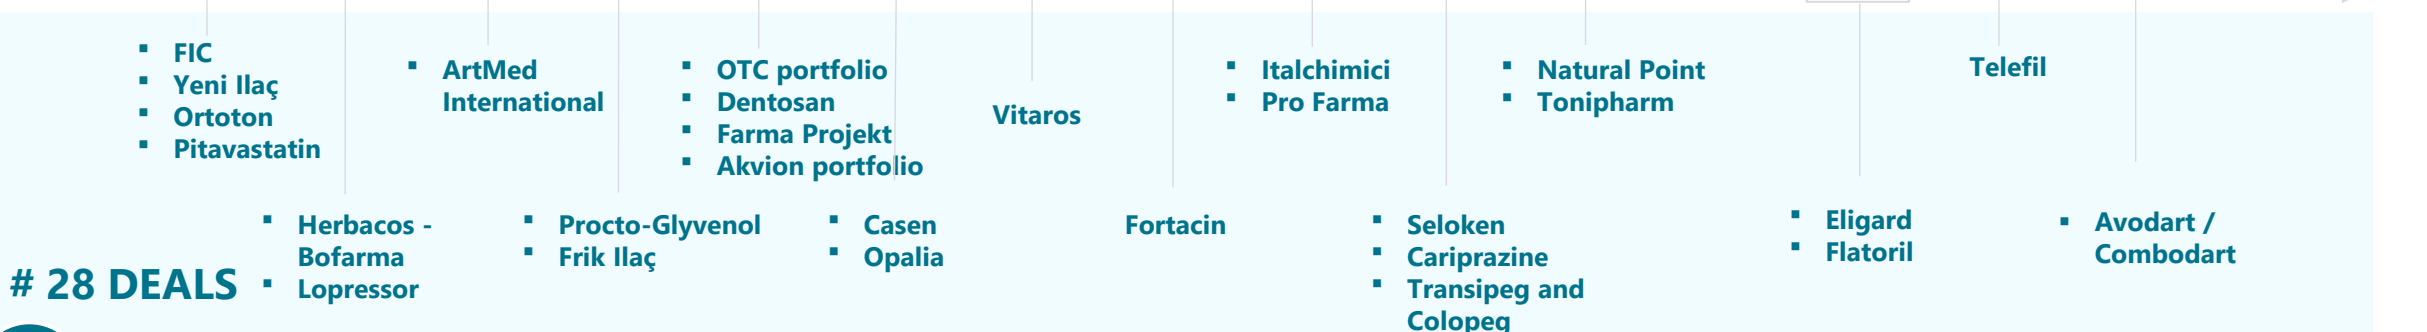 FIC
Yeni Ilaç
Ortoton
Pitavastatin
ArtMed
International
OTC portfolio
Dentosan
Farma Projekt
Akvion portfolio
Vitaros
Italchimici
Pro Farma
Natural Point
Tonipharm
Telefil
Herbacos -
Bofarma
Lopressor
Procto-Glyvenol
Frik Ilaç
Casen
Opalia
Fortacin
Seloken
Cariprazine
Transipeg and
Colopeg
Eligard
Flatoril
Avodart /
Combodart
# 28 DEALS